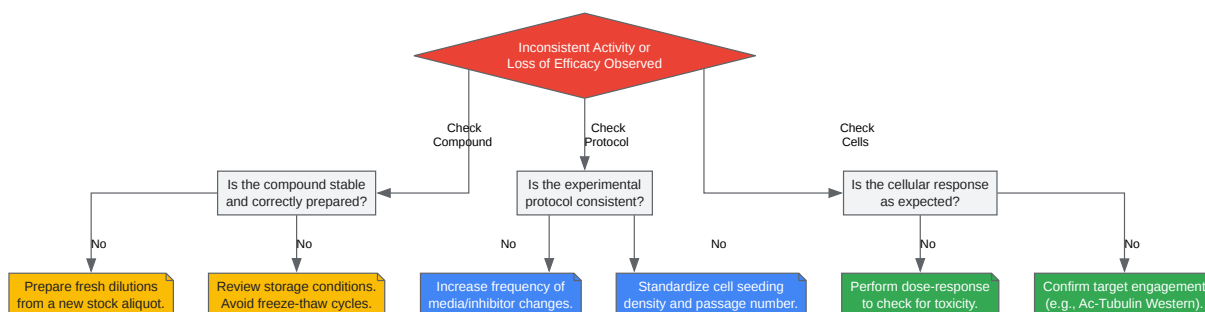 Inconsistent Activity or
Loss of Efficacy Observed
Check
Compound
Check
Protocol
Check
Cells
Is the compound stable
and correctly prepared?
Is the experimental
protocol consistent?
Is the cellular response
as expected?
No
No
No
No
No
No
Prepare fresh dilutions
from a new stock aliquot.
Review storage conditions.
Avoid freeze-thaw cycles.
Increase frequency of
media/inhibitor changes.
Standardize cell seeding
density and passage number.
Perform dose-response
to check for toxicity.
Confirm target engagement
(e.g., Ac-Tubulin Western).